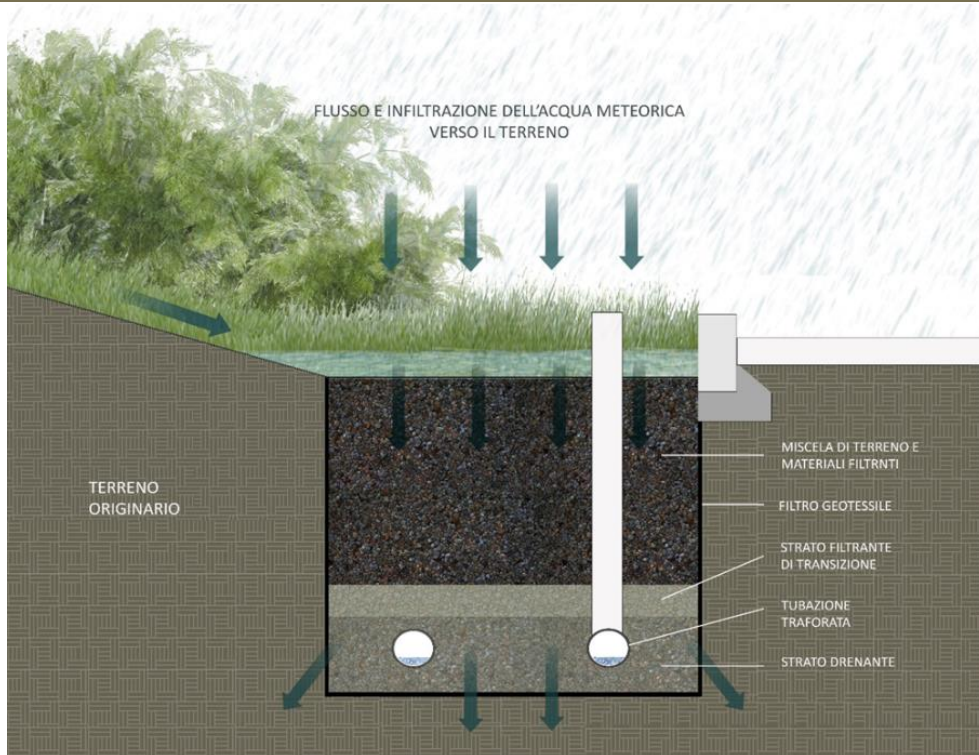 FLUSSO E INFILTRAZIONE DELL'ACQUA METEORICA
VERSO IL TERRENO
TERRENO
ORIGINARIO
MISCELA DI TERRENO E
MATERIALI FILTRNTI
FILTRO GEOTESSILE
STRATO FILTRANTE
DI TRANSIZIONE
TUBAZIONE
TRAFORATA
STRATO DRENANTE